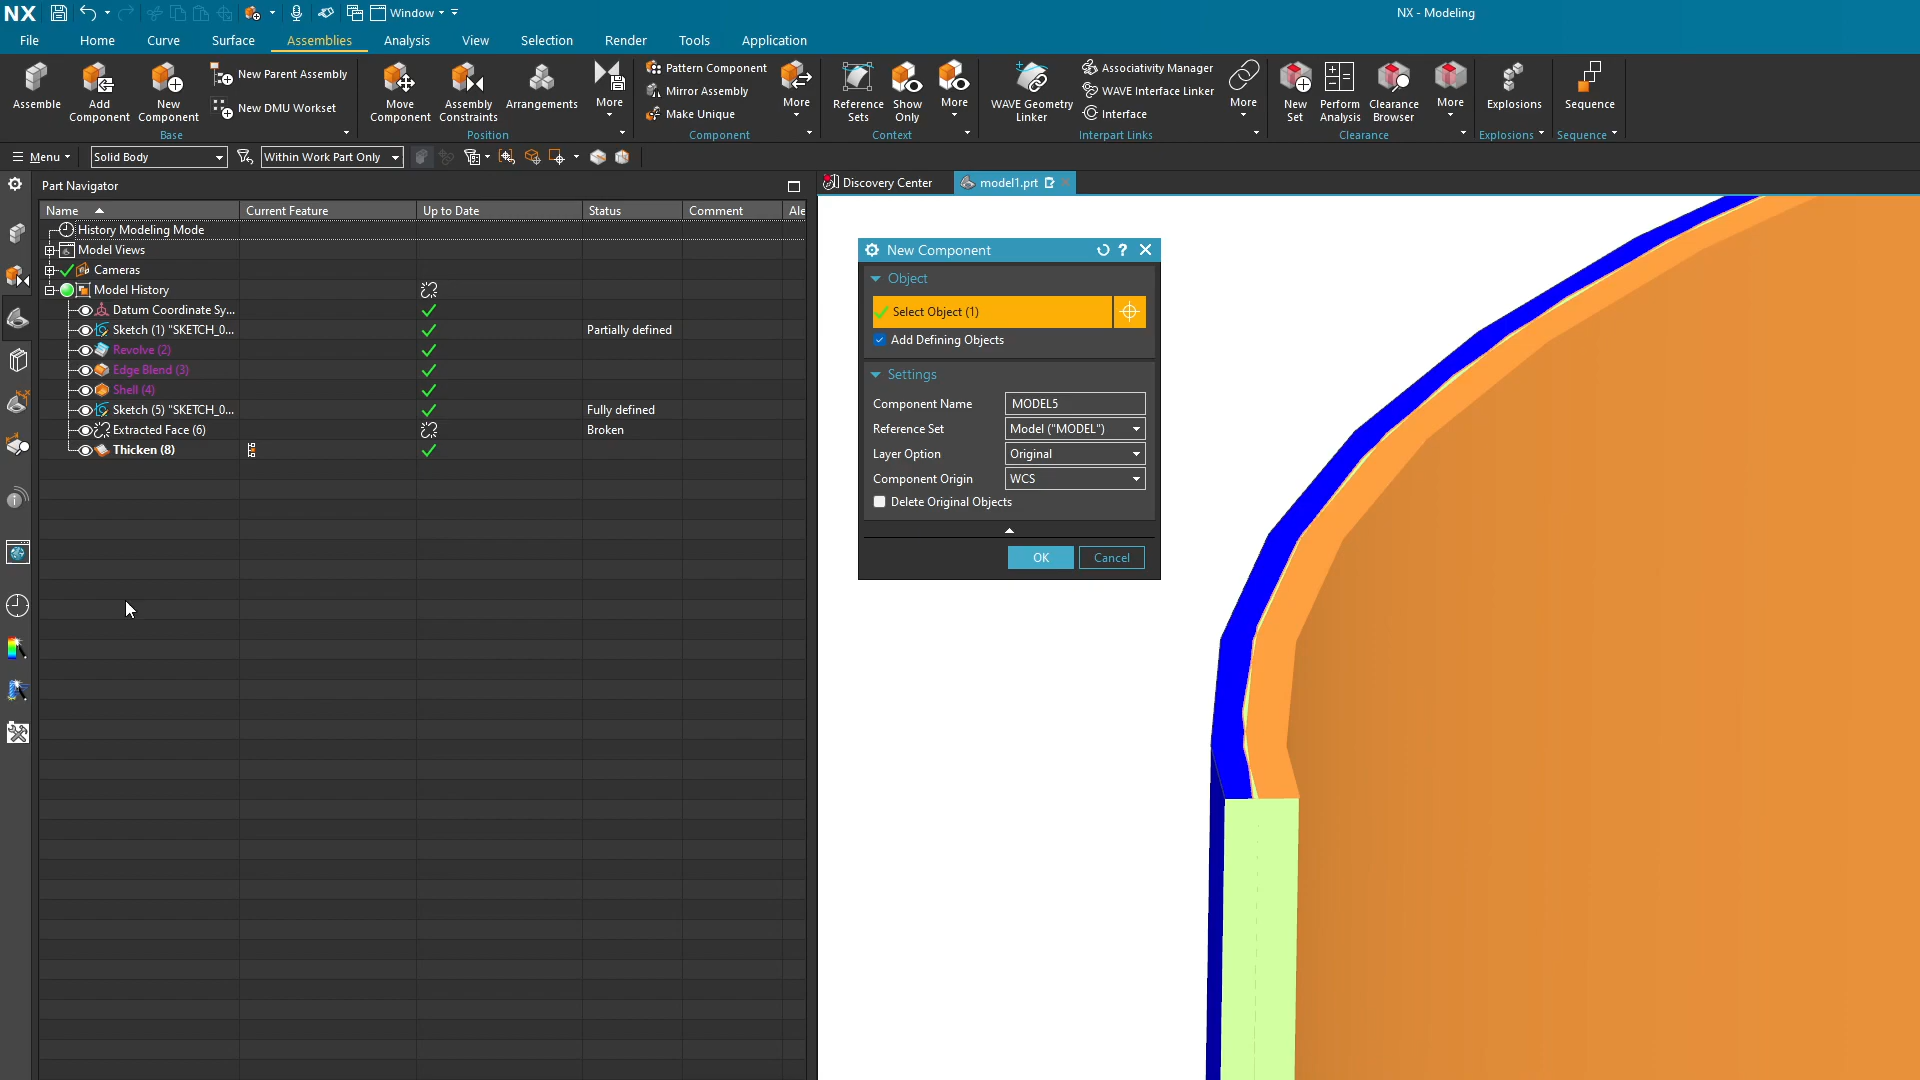 NX
Window
NX - Modeling
File
Home
Curve
Surface
Assemblies
Analysis
View
Selection
Render
Tools
Application
Assemble
Add
Component
New
Component
New Parent Assembly
New DMU Workset
Base
Move
Component
Assembly
Constraints
Arrangements
More
Position
Pattern Component
Mirror Assembly
Make Unique
More
Component
Reference
Sets
Show
Only
More
Context
WAVE Geometry
Linker
Associativity Manager
WAVE Interface Linker
Interface
More
Interpart Links
New
Set
Perform
Analysis
Clearance
Browser
More
Clearance
Explosions
Explosions
Sequence
Sequence
Menu
Solid Body
Within Work Part Only
Part Navigator
Name
Current Feature
Up to Date
Status
Comment
Ale
History Modeling Mode
Model Views
Cameras
Model History
Datum Coordinate Sy...
Sketch (1) "SKETCH_0...
Partially defined
Revolve (2)
Edge Blend (3)
Shell (4)
Sketch (5) "SKETCH_0...
Fully defined
Extracted Face (6)
Broken
Thicken (8)
Discovery Center
model1.prt
New Component
?
Object
Select Object (1)
Add Defining Objects
Settings
Component Name
MODEL5
Reference Set
Model ("MODEL")
Layer Option
Original
Component Origin
WCS
Delete Original Objects
OK
Cancel